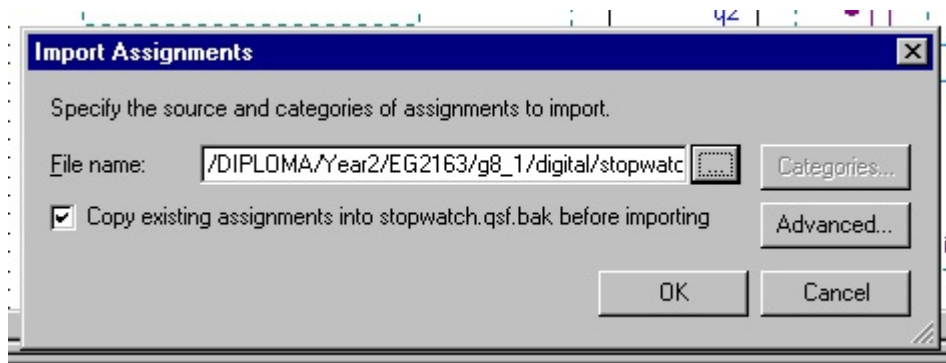 q2
Import Assignments
Specify the source and categories of assignments to import.
File name: /DIPLOMA/Year2/EG2163/g8_1/digital/stopwatc ... Categories...
Copy existing assignments into stopwatch.qsf.bak before importing Advanced...
OK Cancel